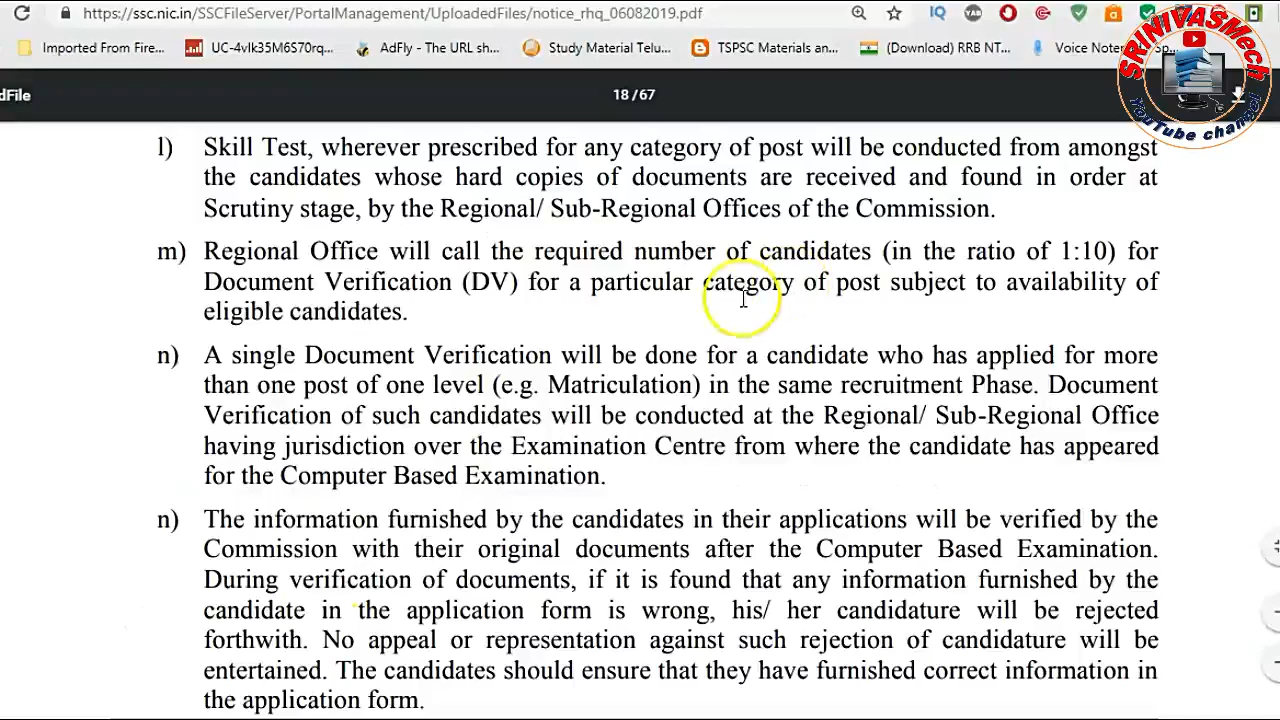 https://ssc.nic.in/SSCFileServer/PortalManagement/UploadedFiles/notice_rhq_06082019.pdf
Imported From Fire... UC-4vlk35M6S70rq... AdFly - The URL sh... Study Material Telu... TSPSC Materials an... (Download) RRB NT... Voice Note
SRINIVASMech
YouTube channel
dFile 18 / 67
l) Skill Test, wherever prescribed for any category of post will be conducted from amongst
the candidates whose hard copies of documents are received and found in order at
Scrutiny stage, by the Regional/ Sub-Regional Offices of the Commission.
m) Regional Office will call the required number of candidates (in the ratio of 1:10) for
Document Verification (DV) for a particular category of post subject to availability of
eligible candidates.
n) A single Document Verification will be done for a candidate who has applied for more
than one post of one level (e.g. Matriculation) in the same recruitment Phase. Document
Verification of such candidates will be conducted at the Regional/ Sub-Regional Office
having jurisdiction over the Examination Centre from where the candidate has appeared
for the Computer Based Examination.
n) The information furnished by the candidates in their applications will be verified by the
Commission with their original documents after the Computer Based Examination.
During verification of documents, if it is found that any information furnished by the
candidate in the application form is wrong, his/ her candidature will be rejected
forthwith. No appeal or representation against such rejection of candidature will be
entertained. The candidates should ensure that they have furnished correct information in
the application form.